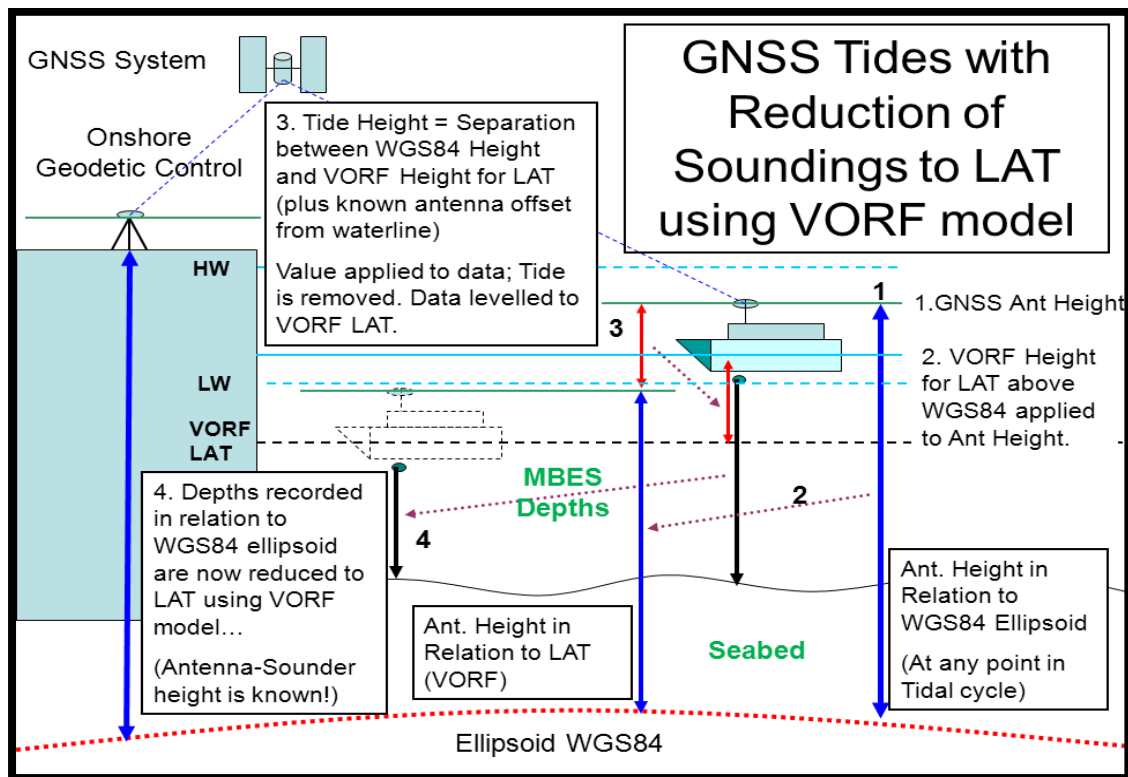 GNSS Tides with
Reduction of
Soundings to LAT
using VORF model
GNSS System
Onshore
Geodetic Control
3. Tide Height = Separation
between WGS84 Height
and VORF Height for LAT
(plus known antenna offset
from waterline)
Value applied to data; Tide
is removed. Data levelled to
VORF LAT.
HW
LW
VORF
LAT
3
1
1.GNSS Ant Height
2. VORF Height
for LAT above
WGS84 applied
to Ant Height.
MBES
Depths
2
4
4. Depths recorded
in relation to
WGS84 ellipsoid
are now reduced to
LAT using VORF
model…
(Antenna-Sounder
height is known!)
Ant. Height in
Relation to LAT
(VORF)
Seabed
Ant. Height in
Relation to
WGS84 Ellipsoid
(At any point in
Tidal cycle)
Ellipsoid WGS84